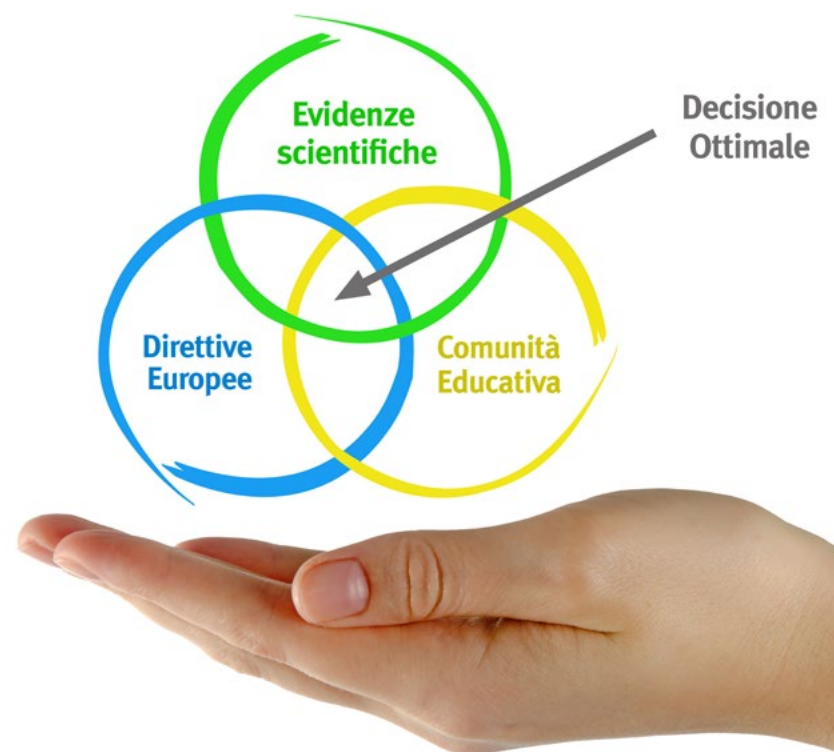 Evidenze
scientifiche
Decisione
Ottimale
Direttive
Europee
Comunità
Educativa